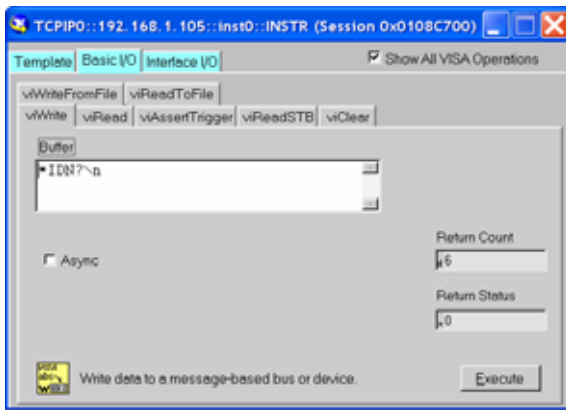 TCPIP0::192.168.1.105::inst0::INSTR (Session 0x0108C700)
Template Basic I/O Interface I/O Show All VISA Operations
viWriteFromFile viReadToFile
viWrite viRead viAssertTrigger viReadSTB viClear
Buffer
*IDN?\n
Return Count
6
Async
Return Status
0
Write data to a message-based bus or device. Execute